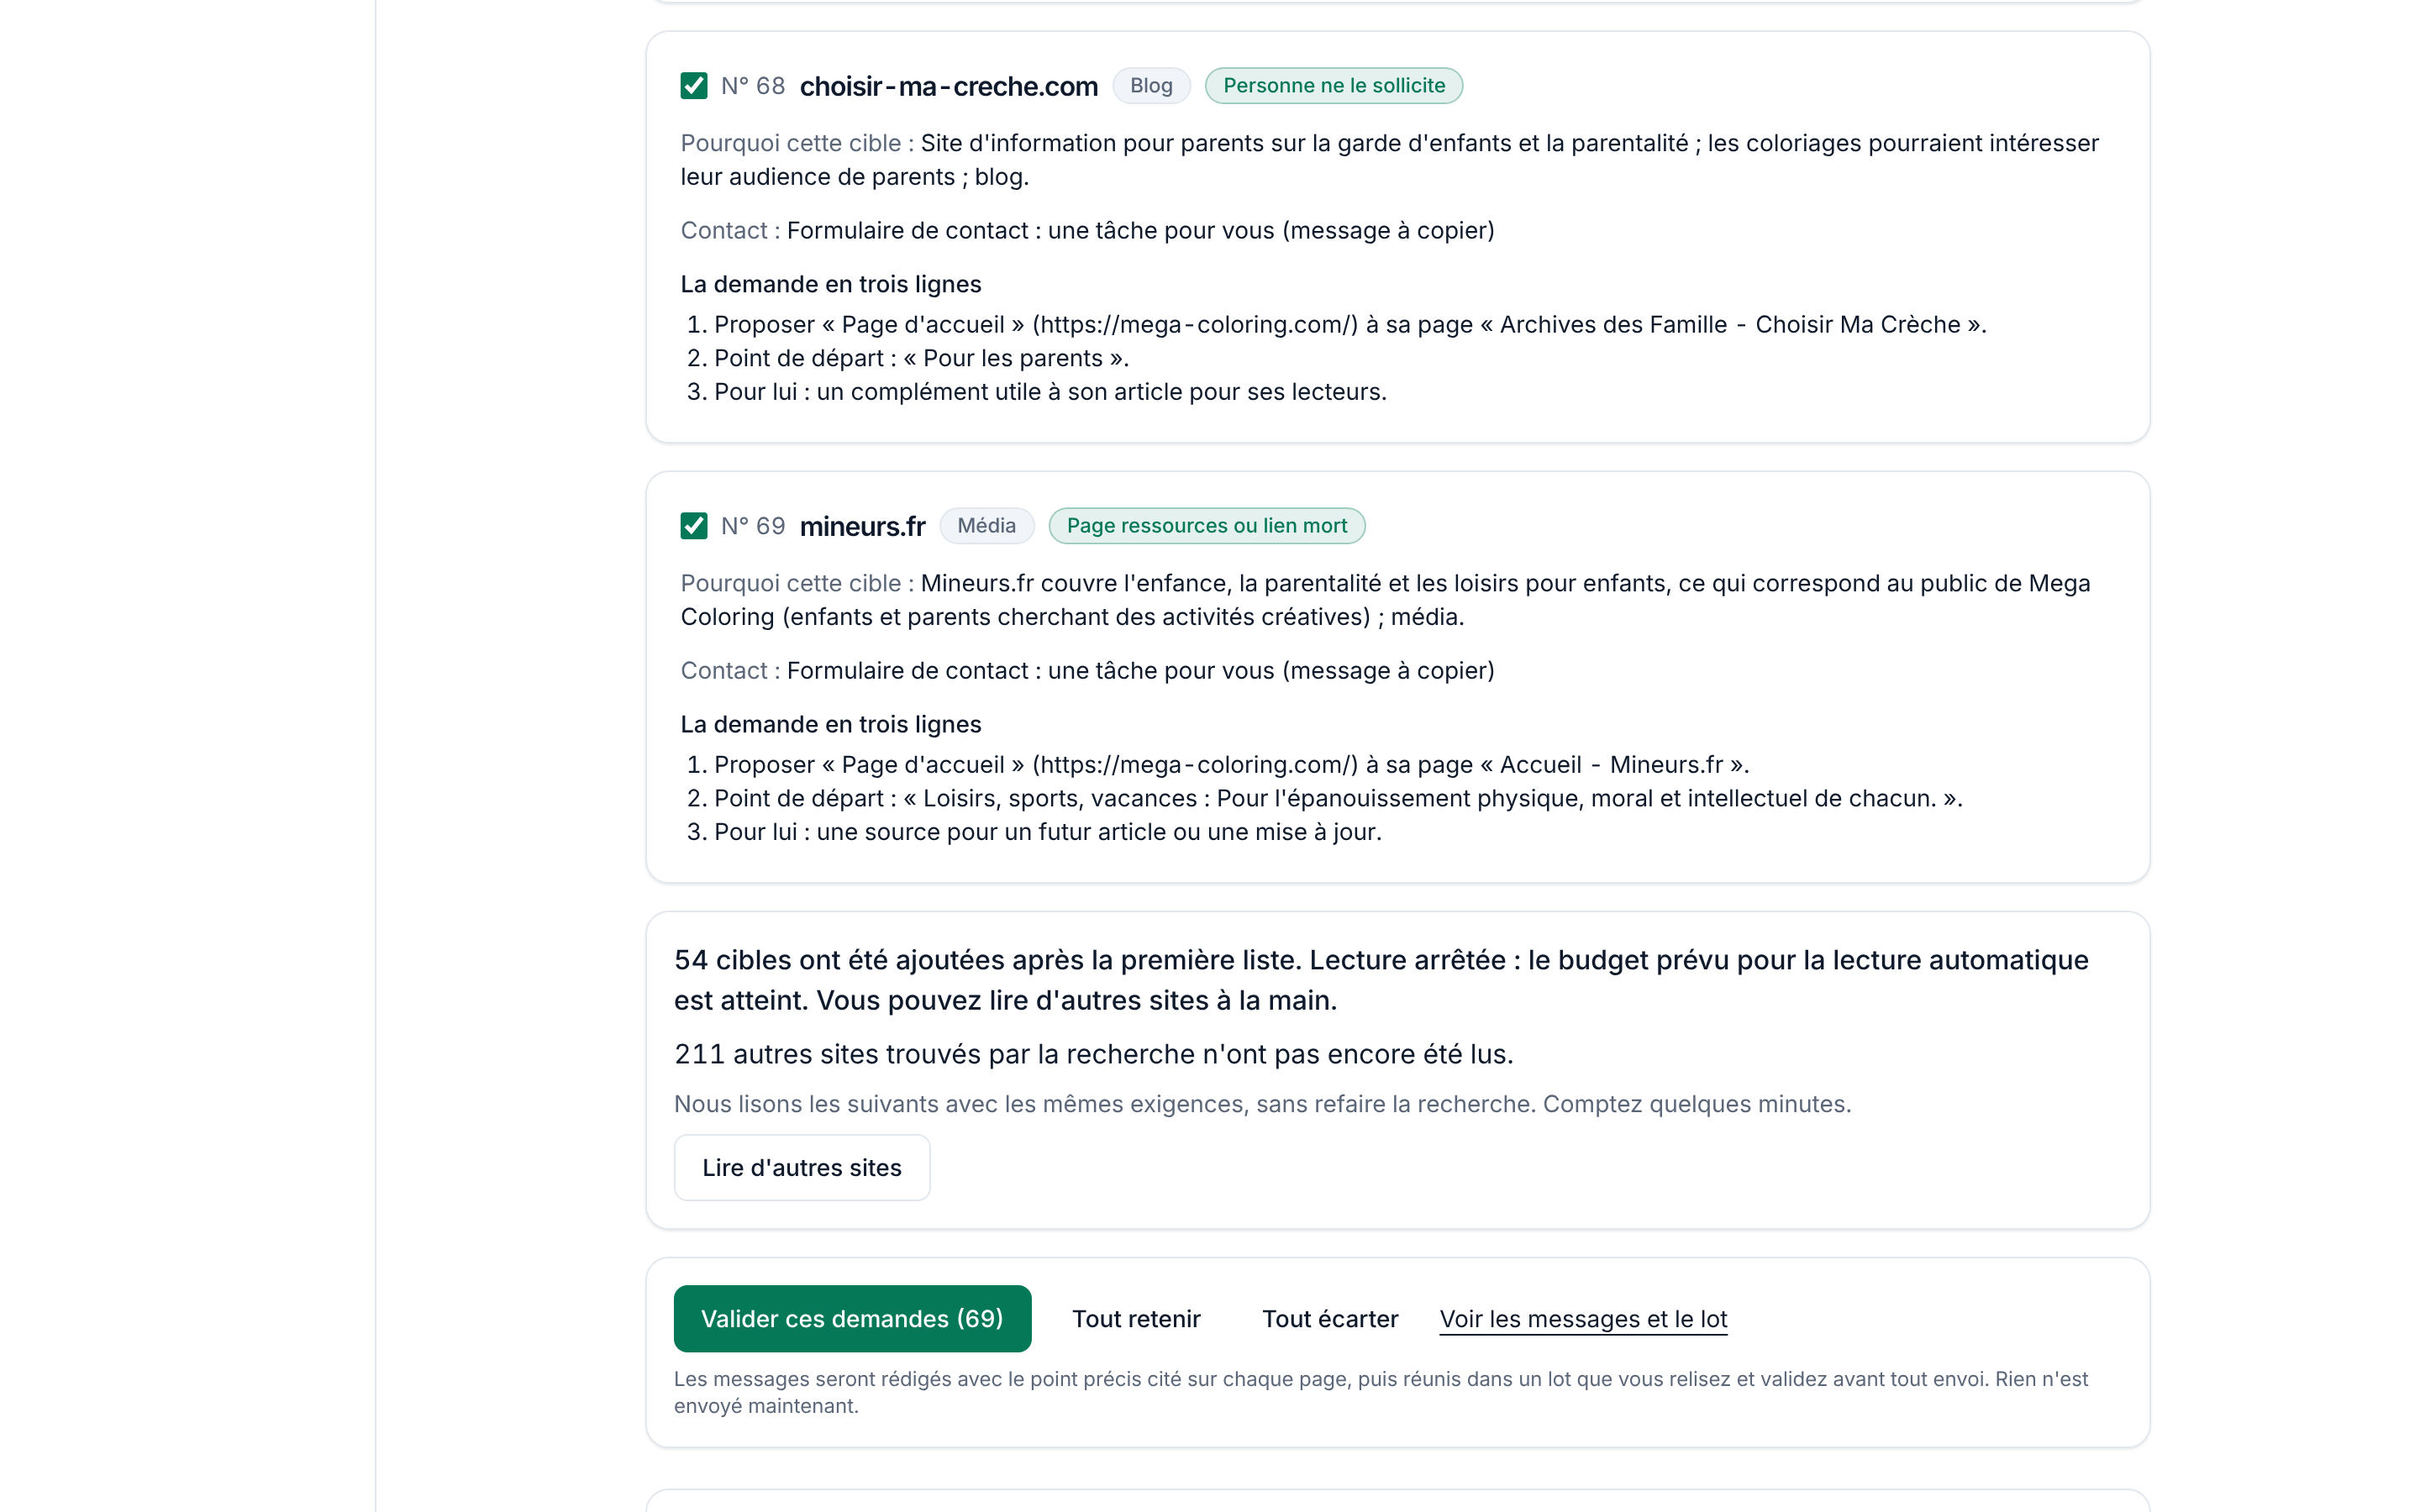 N° 68 choisir-ma-creche.com Blog Personne ne le sollicite
Pourquoi cette cible : Site d'information pour parents sur la garde d'enfants et la parentalité ; les coloriages pourraient intéresser
leur audience de parents ; blog.
Contact : Formulaire de contact : une tâche pour vous (message à copier)
La demande en trois lignes
1. Proposer « Page d'accueil » (https://mega-coloring.com/) à sa page « Archives des Famille - Choisir Ma Crèche ».
2. Point de départ : « Pour les parents ».
3. Pour lui : un complément utile à son article pour ses lecteurs.
N° 69 mineurs.fr Média Page ressources ou lien mort
Pourquoi cette cible : Mineurs.fr couvre l'enfance, la parentalité et les loisirs pour enfants, ce qui correspond au public de Mega
Coloring (enfants et parents cherchant des activités créatives) ; média.
Contact : Formulaire de contact : une tâche pour vous (message à copier)
La demande en trois lignes
1. Proposer « Page d'accueil » (https://mega-coloring.com/) à sa page « Accueil - Mineurs.fr ».
2. Point de départ : « Loisirs, sports, vacances : Pour l'épanouissement physique, moral et intellectuel de chacun. ».
3. Pour lui : une source pour un futur article ou une mise à jour.
54 cibles ont été ajoutées après la première liste. Lecture arrêtée : le budget prévu pour la lecture automatique
est atteint. Vous pouvez lire d'autres sites à la main.
211 autres sites trouvés par la recherche n'ont pas encore été lus.
Nous lisons les suivants avec les mêmes exigences, sans refaire la recherche. Comptez quelques minutes.
Lire d'autres sites
Valider ces demandes (69) Tout retenir Tout écarter Voir les messages et le lot
Les messages seront rédigés avec le point précis cité sur chaque page, puis réunis dans un lot que vous relisez et validez avant tout envoi. Rien n'est
envoyé maintenant.